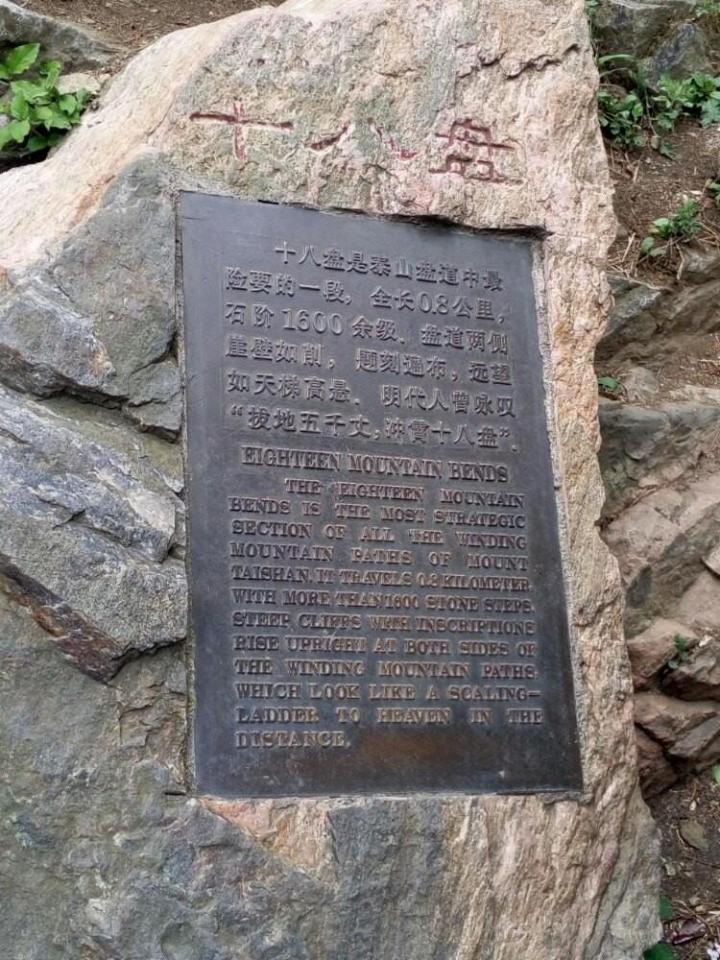 十八盘
十八盘是泰山盘道中最
险要的一段，全长0.8公里，
石阶1600余级．盘道两侧
崖壁如削，题刻遍布，远望
如天梯高悬．明代人曾咏叹
“拔地五千丈，冲霄十八盘”．
EIGHTEEN MOUNTAIN BENDS
THE EIGHTEEN MOUNTAIN
BENDS IS THE MOST STRATEGIC
SECTION OF ALL THE WINDING
MOUNTAIN PATHS OF MOUNT
TAISHAN. IT TRAVELS 0.8 KILOMETER
WITH MORE THAN 1600 STONE STEPS.
STEEP CLIFFS WITH INSCRIPTIONS
RISE UPRIGHT AT BOTH SIDES OF
THE WINDING MOUNTAIN PATHS.
WHICH LOOK LIKE A SCALING-
LADDER TO HEAVEN IN THE
DISTANCE.